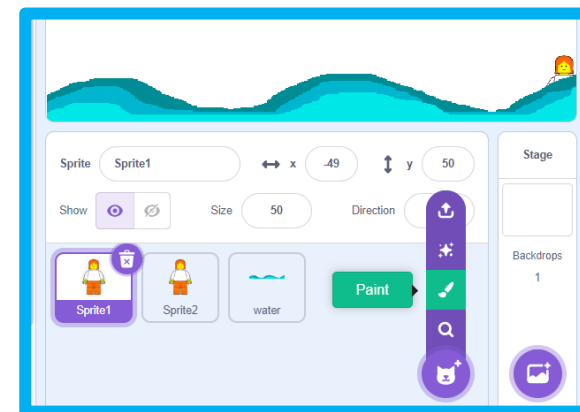 Sprite Sprite1 x -49 y 50
Stage
Show Size 50 Direction
Backdrops
1
Paint
Sprite1 Sprite2 water